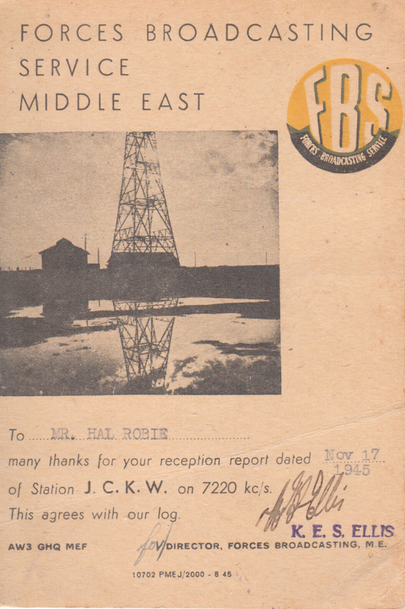 FORCES BROADCASTING
SERVICE
MIDDLE EAST
FBS
FORCES BROADCASTING SERVICE
To MR. HAL ROBIE
many thanks for your reception report dated Nov 17
1945
of Station J. C. K. W. on 7220 kc/s.
This agrees with our log.
K. E. S. ELLIS
AW3 GHQ MEF for/DIRECTOR, FORCES BROADCASTING, M.E.
10702 PMEJ/2000 - 8 45